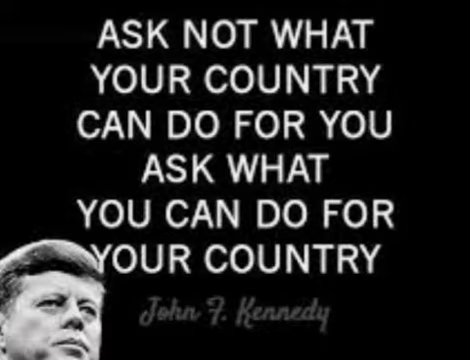 ASK NOT WHAT
YOUR COUNTRY
CAN DO FOR YOU
ASK WHAT
YOU CAN DO FOR
YOUR COUNTRY
John F. Kennedy